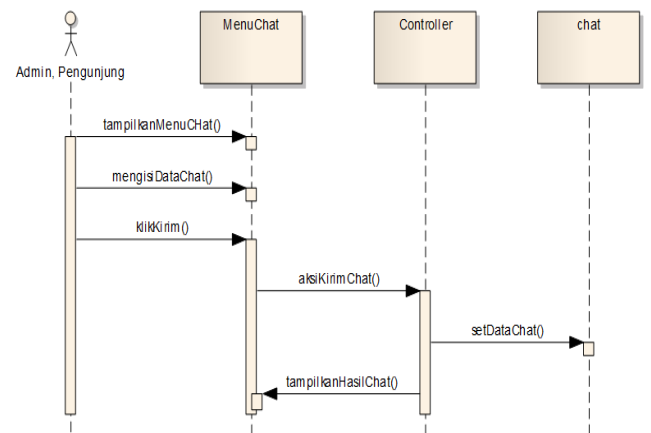 MenuChat
Controller
chat
Admin, Pengunjung
tampilkanMenuCHat()
mengisiDataChat()
klikKirim()
aksiKirimChat()
setDataChat()
tampilkanHasilChat()